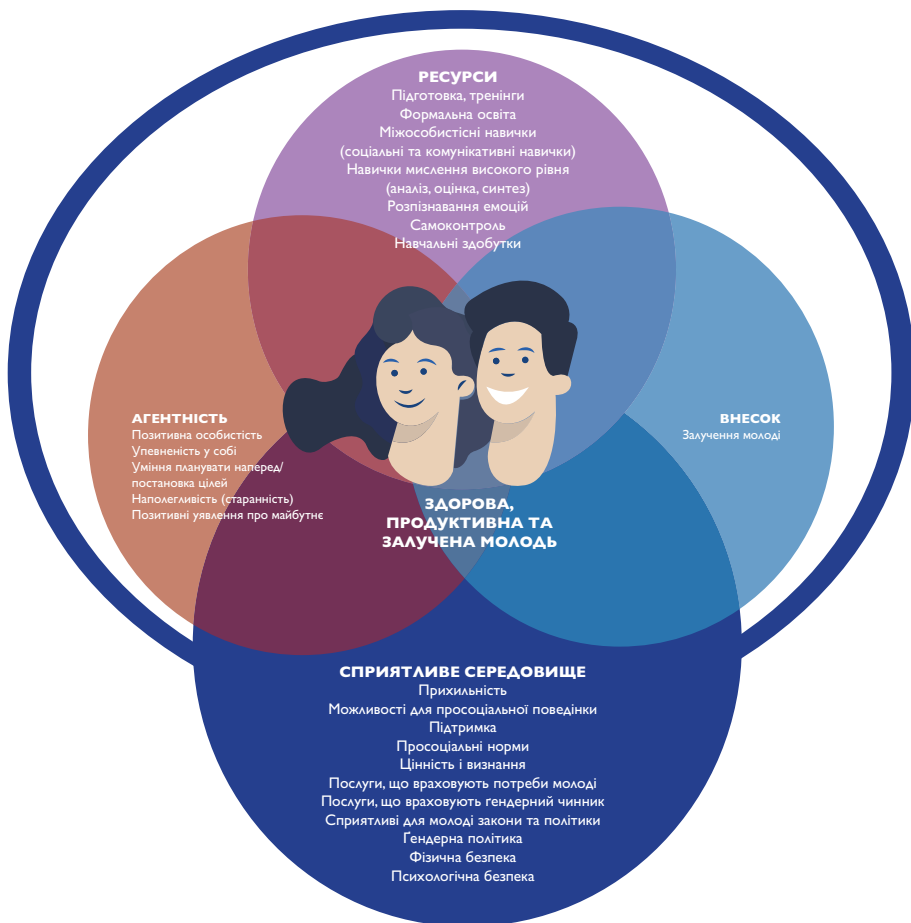 РЕСУРСИ
Підготовка, тренінги
Формальна освіта
Міжособистісні навички
(соціальні та комунікативні навички)
Навички мислення високого рівня
(аналіз, оцінка, синтез)
Розпізнавання емоцій
Самоконтроль
Навчальні здобутки
АГЕНТНІСТЬ
Позитивна особистість
Упевненість у собі
Уміння планувати наперед/
постановка цілей
Наполегливість (старанність)
Позитивні уявлення про майбутнє
ВНЕСОК
Залучення молоді
ЗДОРОВА,
ПРОДУКТИВНА ТА
ЗАЛУЧЕНА МОЛОДЬ
СПРИЯТЛИВЕ СЕРЕДОВИЩЕ
Прихильність
Можливості для просоціальної поведінки
Підтримка
Просоціальні норми
Цінність і визнання
Послуги, що враховують потреби молоді
Послуги, що враховують ґендерний чинник
Сприятливі для молоді закони та політики
Ґендерна політика
Фізична безпека
Психологічна безпека